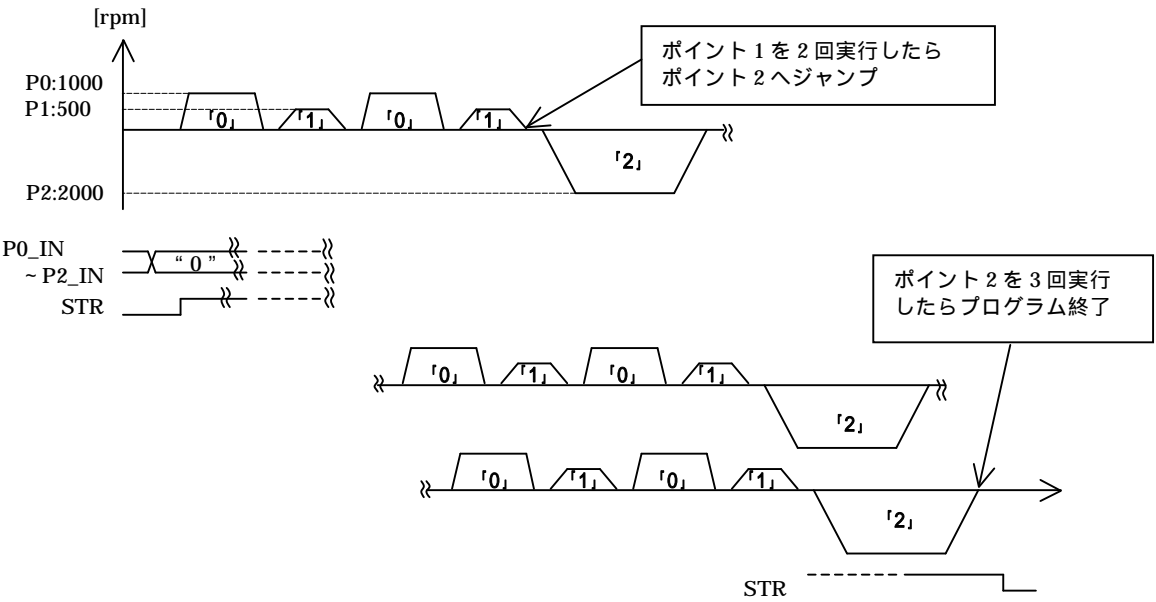 [rpm]
ポイント1を2回実行したら
ポイント2へジャンプ
P0:1000
P1:500
「0」 「1」 「0」 「1」
「2」
P2:2000
P0_IN
“ 0 ”
~ P2_IN
STR
ポイント2を3回実行
したらプログラム終了
「0」 「1」 「0」 「1」
「2」
「0」 「1」 「0」 「1」
「2」
STR